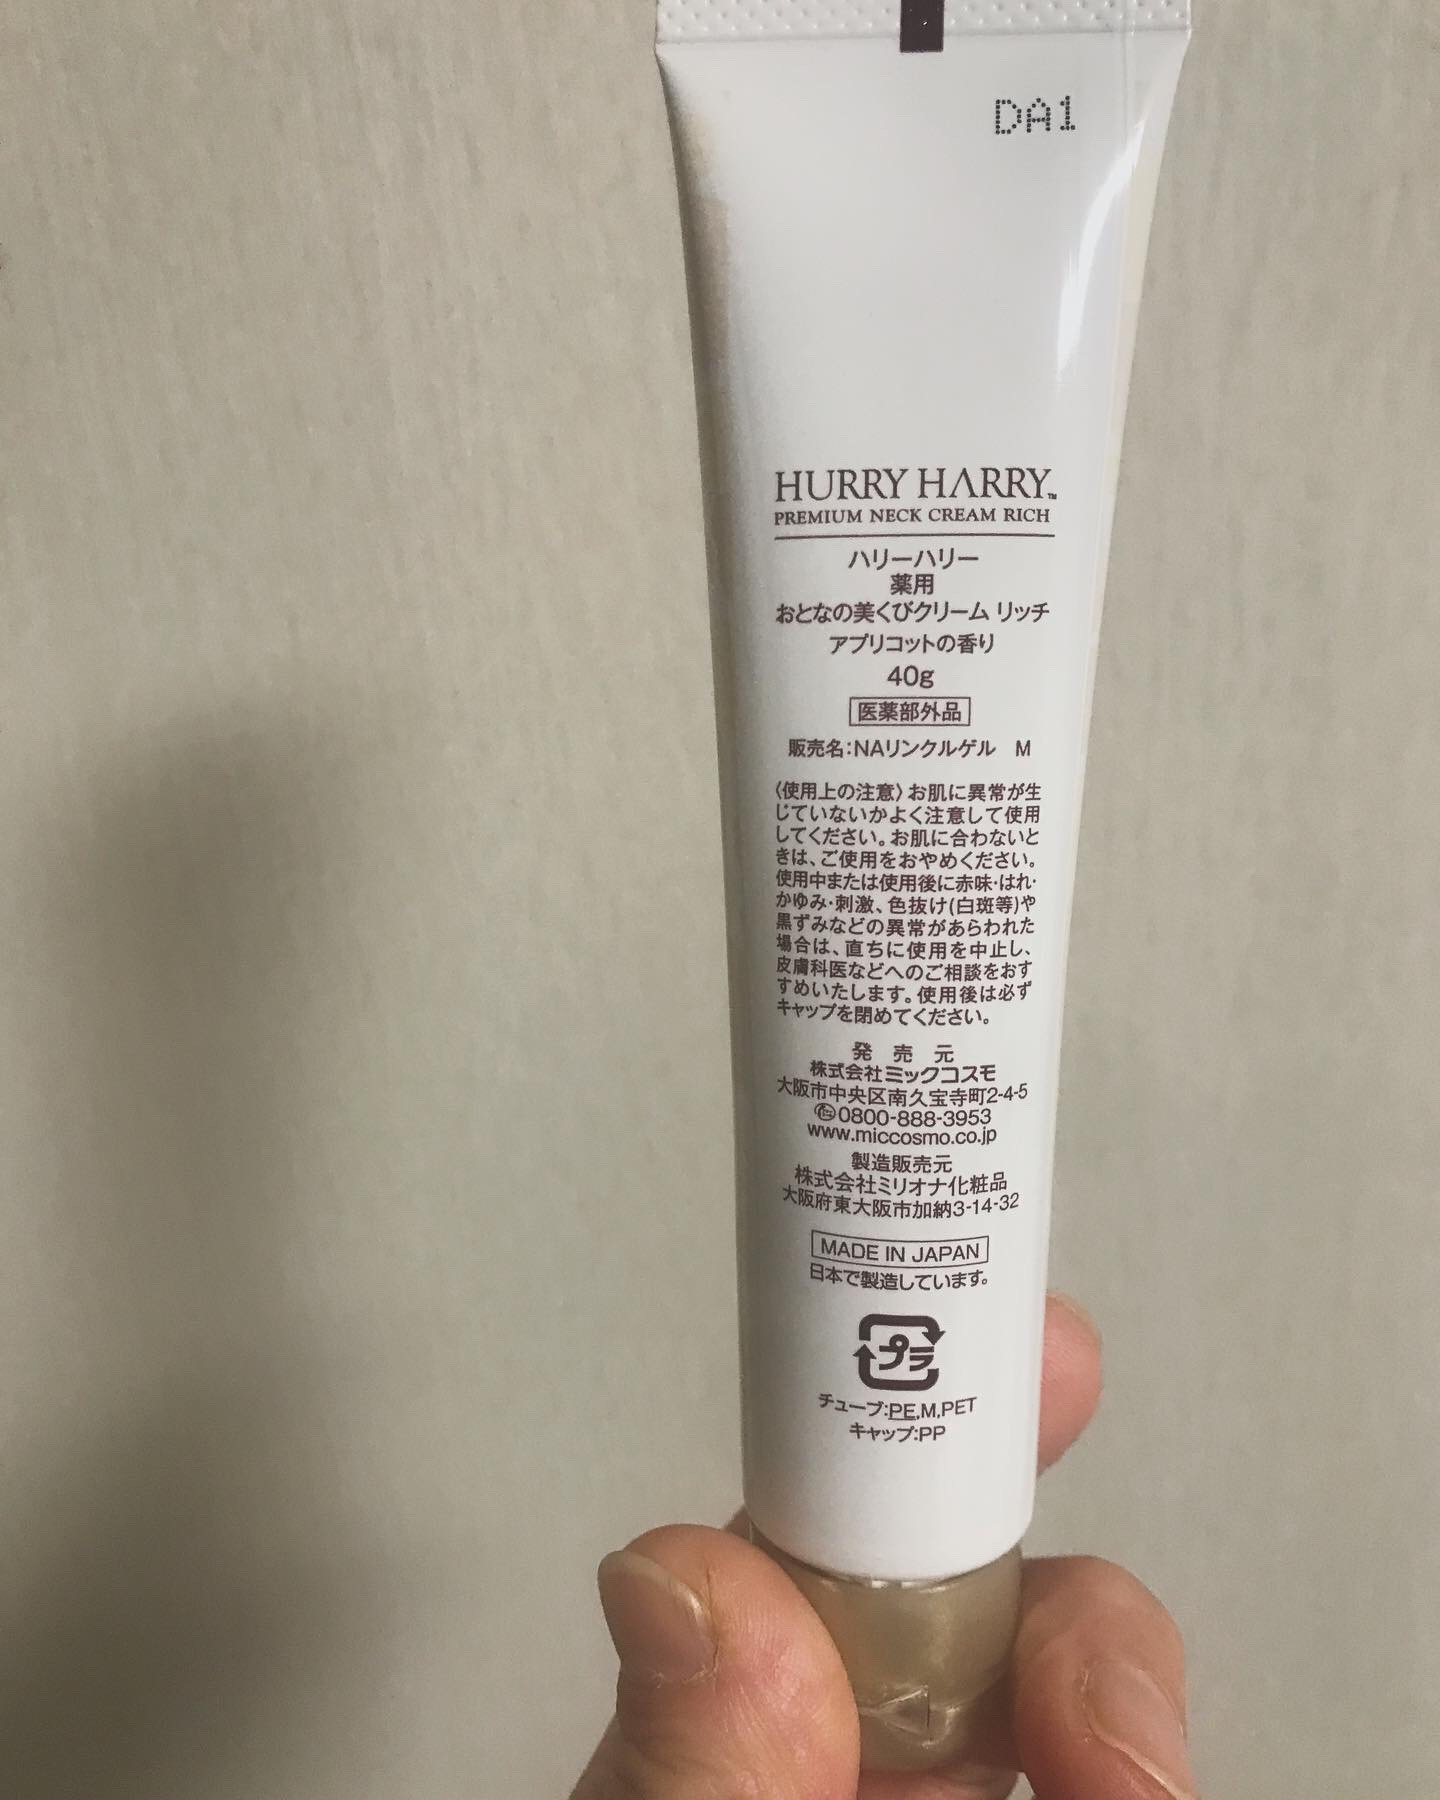 DA1
HURRY HARRY™
PREMIUM NECK CREAM RICH
ハリーハリー
薬用
おとなの美くびクリーム リッチ
アプリコットの香り
40g
医薬部外品
販売名:NAリンクルゲル M
〈使用上の注意〉お肌に異常が生
じていないかよく注意して使用
してください。お肌に合わないと
きは、ご使用をおやめください。
使用中または使用後に赤味・はれ・
かゆみ・刺激、色抜け(白斑等)や
黒ずみなどの異常があらわれた
場合は、直ちに使用を中止し、
皮膚科医などへのご相談をおす
すめいたします。使用後は必ず
キャップを閉めてください。
発 売 元
株式会社ミックコスモ
大阪市中央区南久宝寺町2-4-5
0800-888-3953
www.miccosmo.co.jp
製造販売元
株式会社ミリオナ化粧品
大阪府東大阪市加納3-14-32
MADE IN JAPAN
日本で製造しています。
プラ
チューブ:PE,M,PET
キャップ:PP